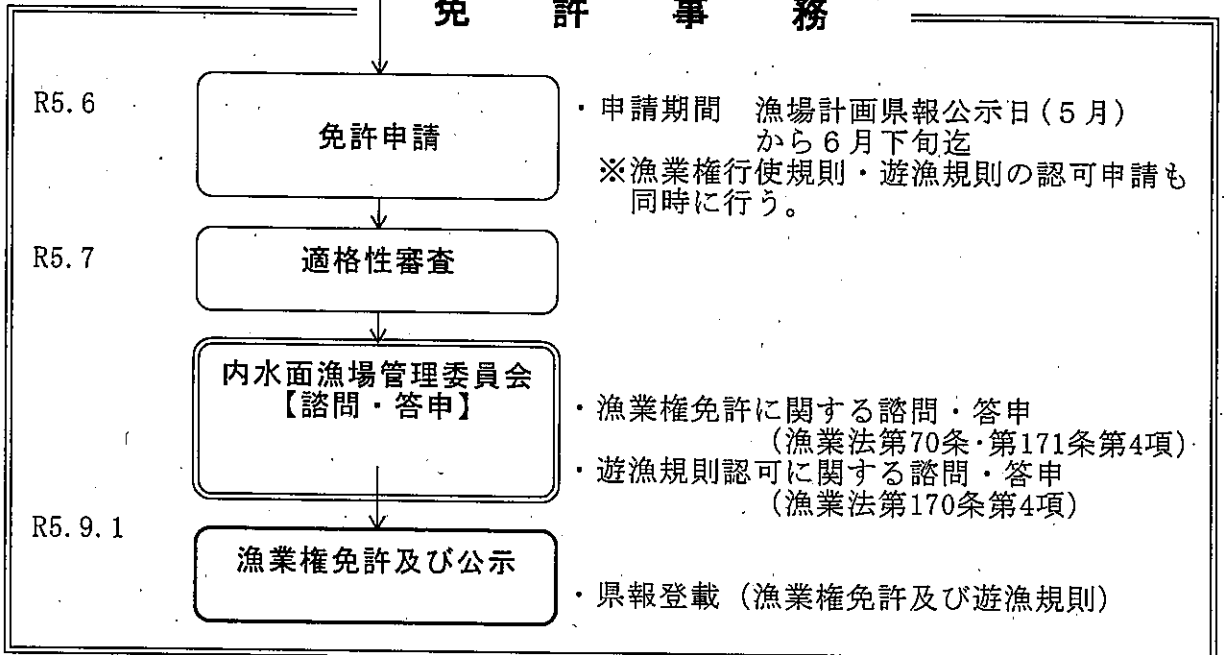 免許事務
R5.6
免許申請
・申請期間 漁場計画県報公示日(5月)
から6月下旬迄
※漁業権行使規則・遊漁規則の認可申請も
同時に行う。
R5.7
適格性審査
内水面漁場管理委員会
【諮問・答申】
・漁業権免許に関する諮問・答申
(漁業法第70条・第171条第4項)
・遊漁規則認可に関する諮問・答申
(漁業法第170条第4項)
R5.9.1
漁業権免許及び公示
・県報登載(漁業権免許及び遊漁規則)